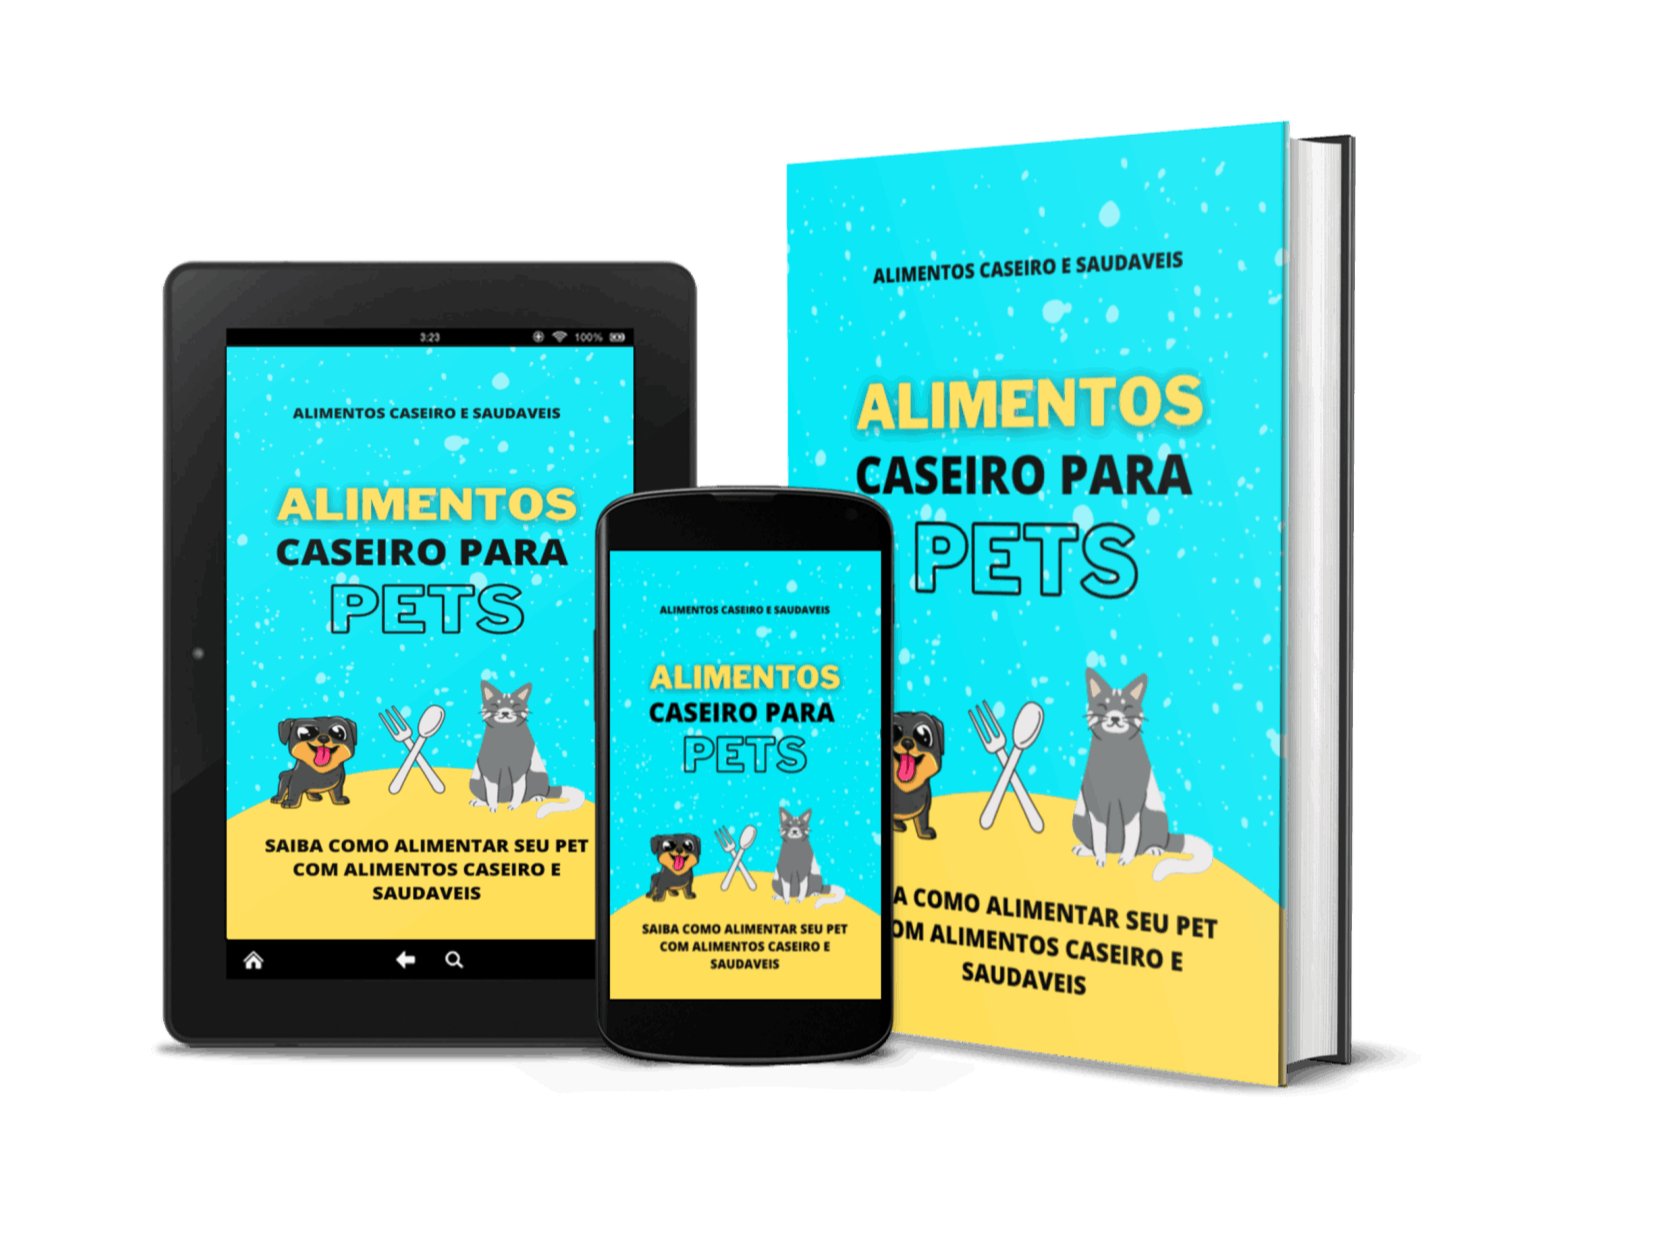 3:23
100%
ALIMENTOS CASEIRO E SAUDAVEIS
ALIMENTOS
CASEIRO PARA
PETS
SAIBA COMO ALIMENTAR SEU PET
COM ALIMENTOS CASEIRO E
SAUDAVEIS
ALIMENTOS CASEIRO E SAUDAVEIS
ALIMENTOS
CASEIRO PARA
PETS
SAIBA COMO ALIMENTAR SEU PET
COM ALIMENTOS CASEIRO E
SAUDAVEIS
ALIMENTOS CASEIRO E SAUDAVEIS
ALIMENTOS
CASEIRO PARA
PETS
A COMO ALIMENTAR SEU PET
OM ALIMENTOS CASEIRO E
SAUDAVEIS